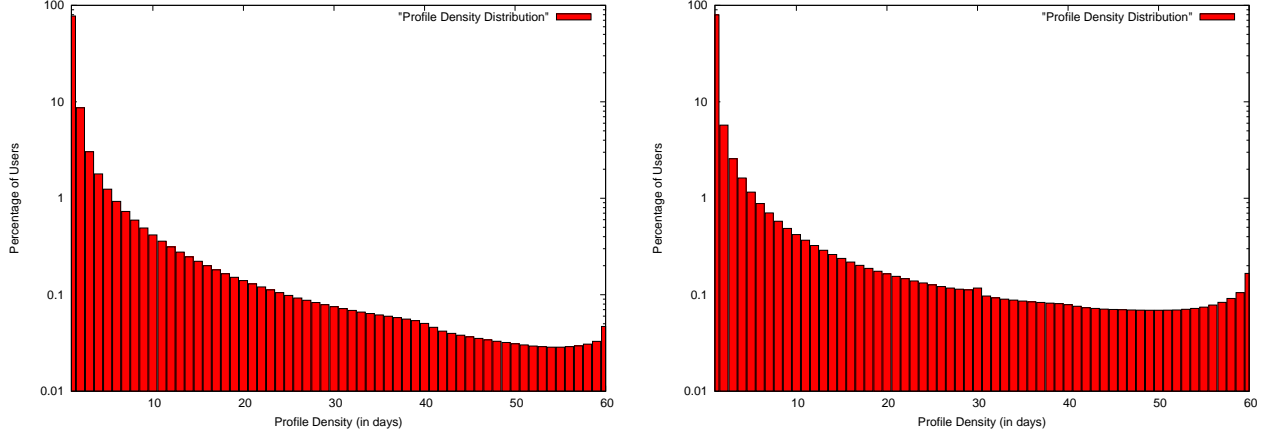 "Profile Density Distribution"
100
10
1
0.1
0.01
Percentage of Users
10 20 30 40 50 60
Profile Density (in days)
"Profile Density Distribution"
100
10
1
0.1
0.01
Percentage of Users
10 20 30 40 50 60
Profile Density (in days)